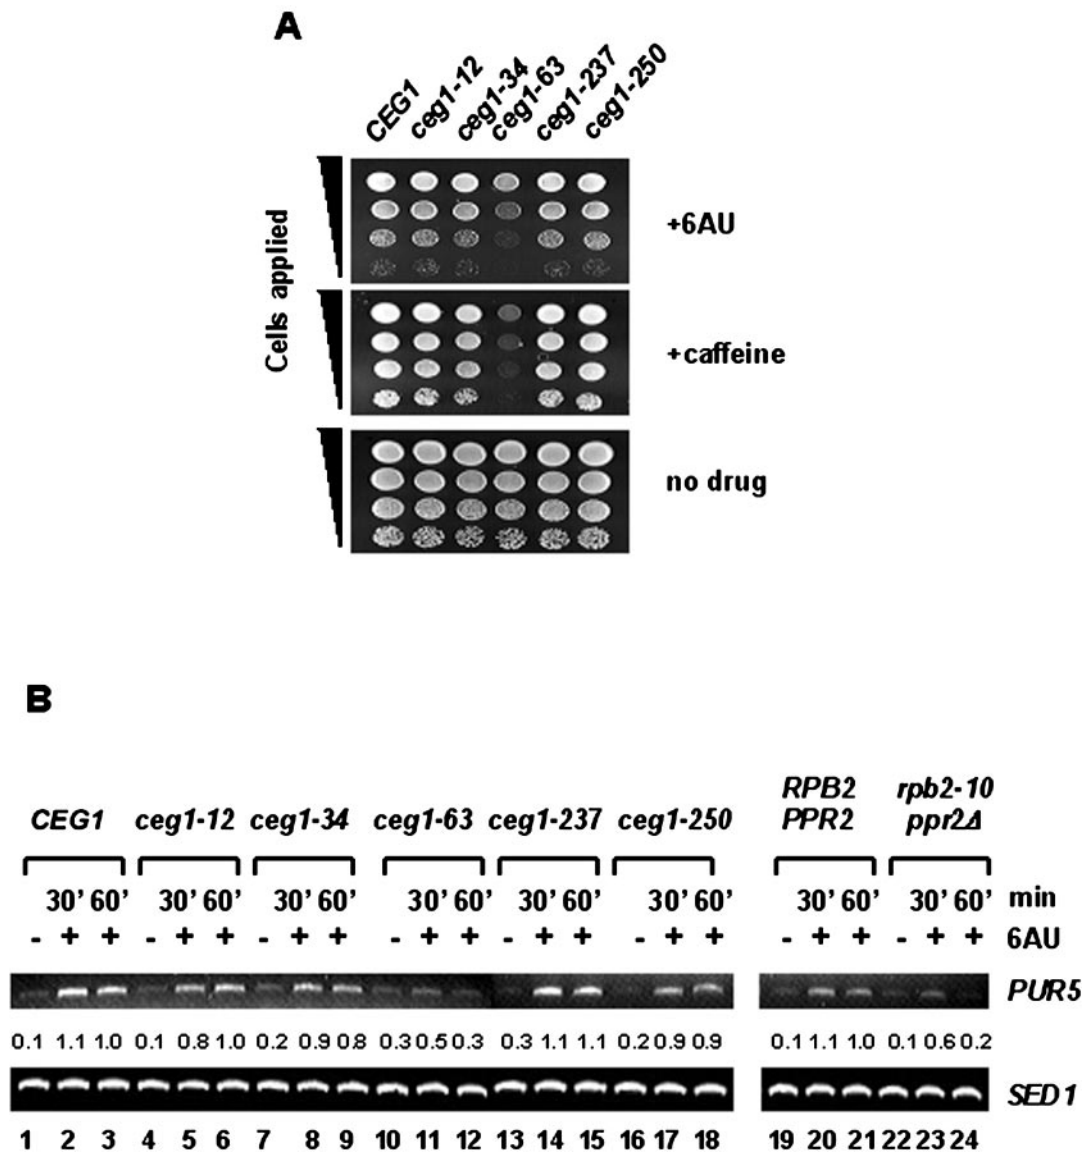 A
CEG1 ceg1-12 ceg1-34 ceg1-63 ceg1-237 ceg1-250
Cells applied
+6AU
+caffeine
no drug
B
CEG1 ceg1-12 ceg1-34 ceg1-63 ceg1-237 ceg1-250
RPB2 PPR2
rpb2-10 ppr2Δ
30' 60' 30' 60' 30' 60' 30' 60' 30' 60' 30' 60' 30' 60' 30' 60' min
- + + - + + - + + - + + - + + - + + - + + - + + 6AU
PUR5
0.1 1.1 1.0 0.1 0.8 1.0 0.2 0.9 0.8 0.3 0.5 0.3 0.3 1.1 1.1 0.2 0.9 0.9 0.1 1.1 1.0 0.1 0.6 0.2
SED1
1 2 3 4 5 6 7 8 9 10 11 12 13 14 15 16 17 18 19 20 21 22 23 24